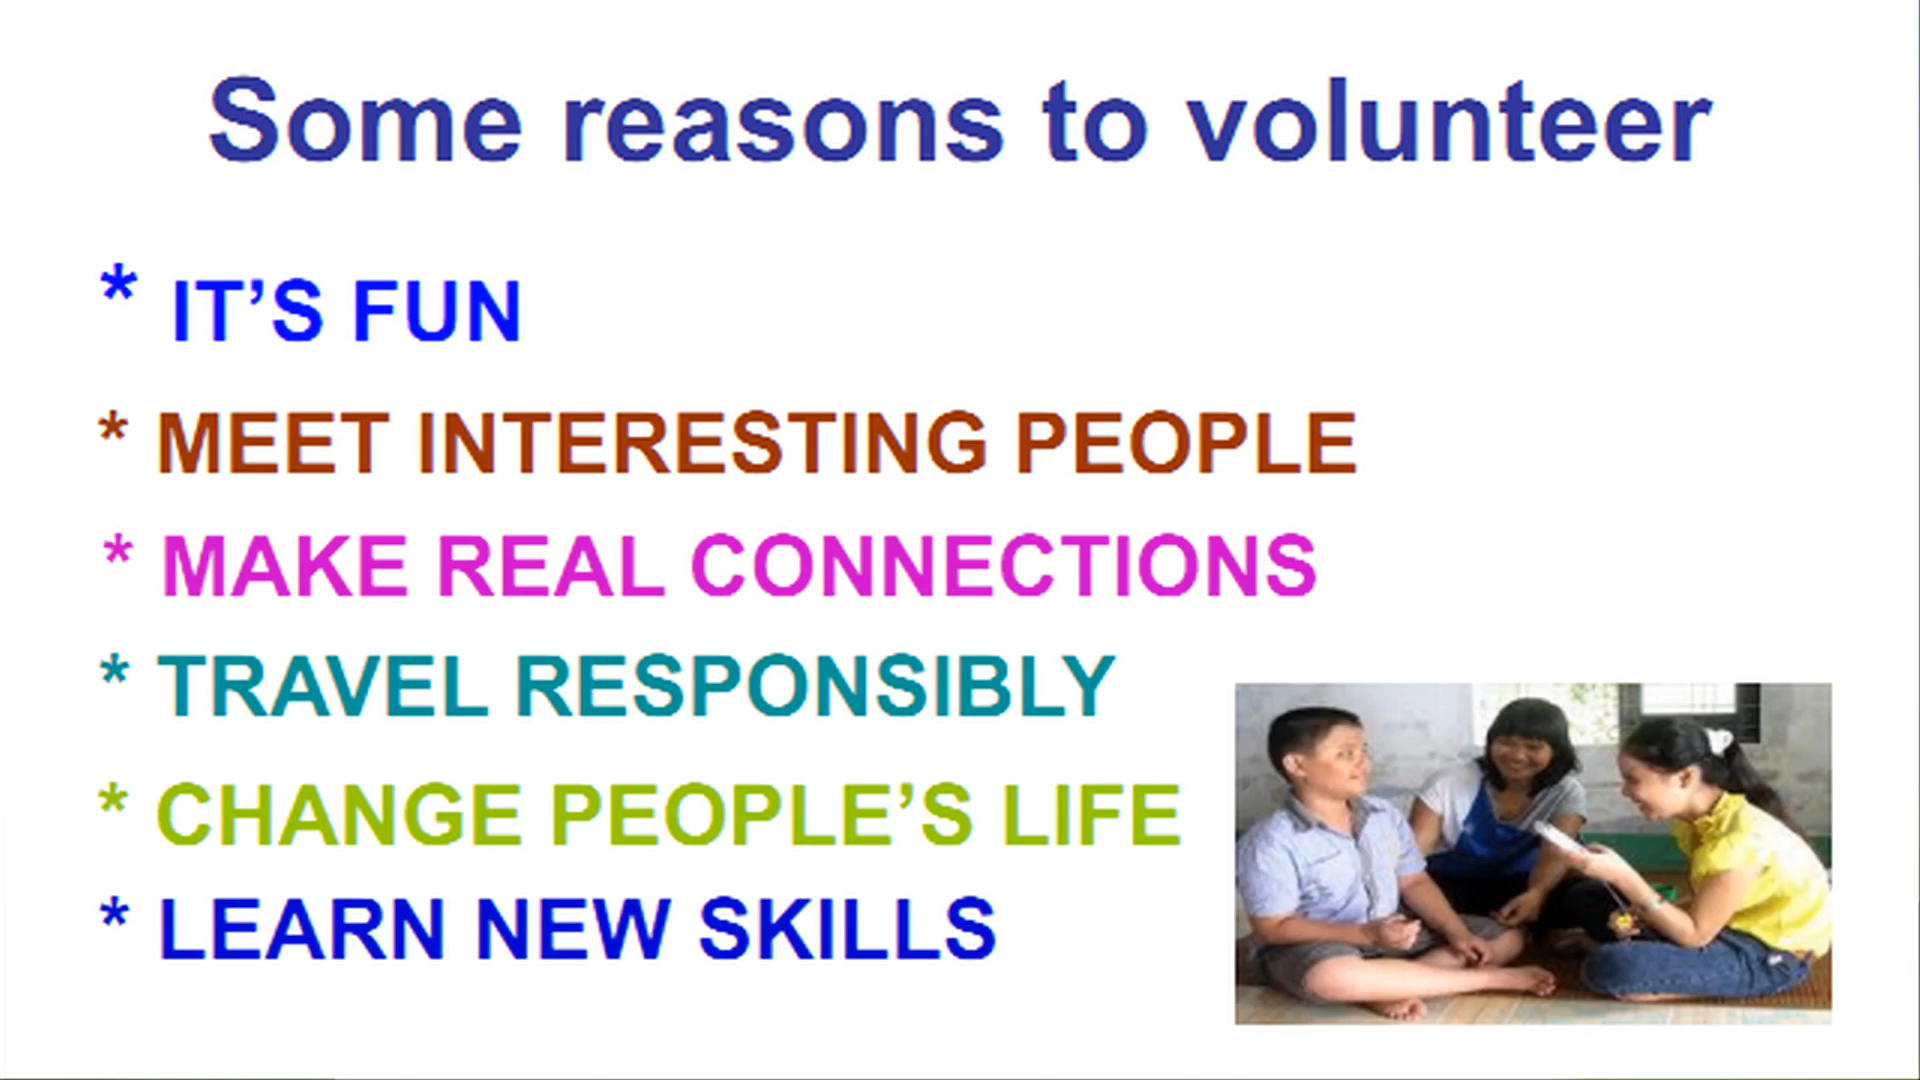 Some reasons to volunteer
* IT’S FUN
* MEET INTERESTING PEOPLE
* MAKE REAL CONNECTIONS
* TRAVEL RESPONSIBLY
* CHANGE PEOPLE’S LIFE
* LEARN NEW SKILLS